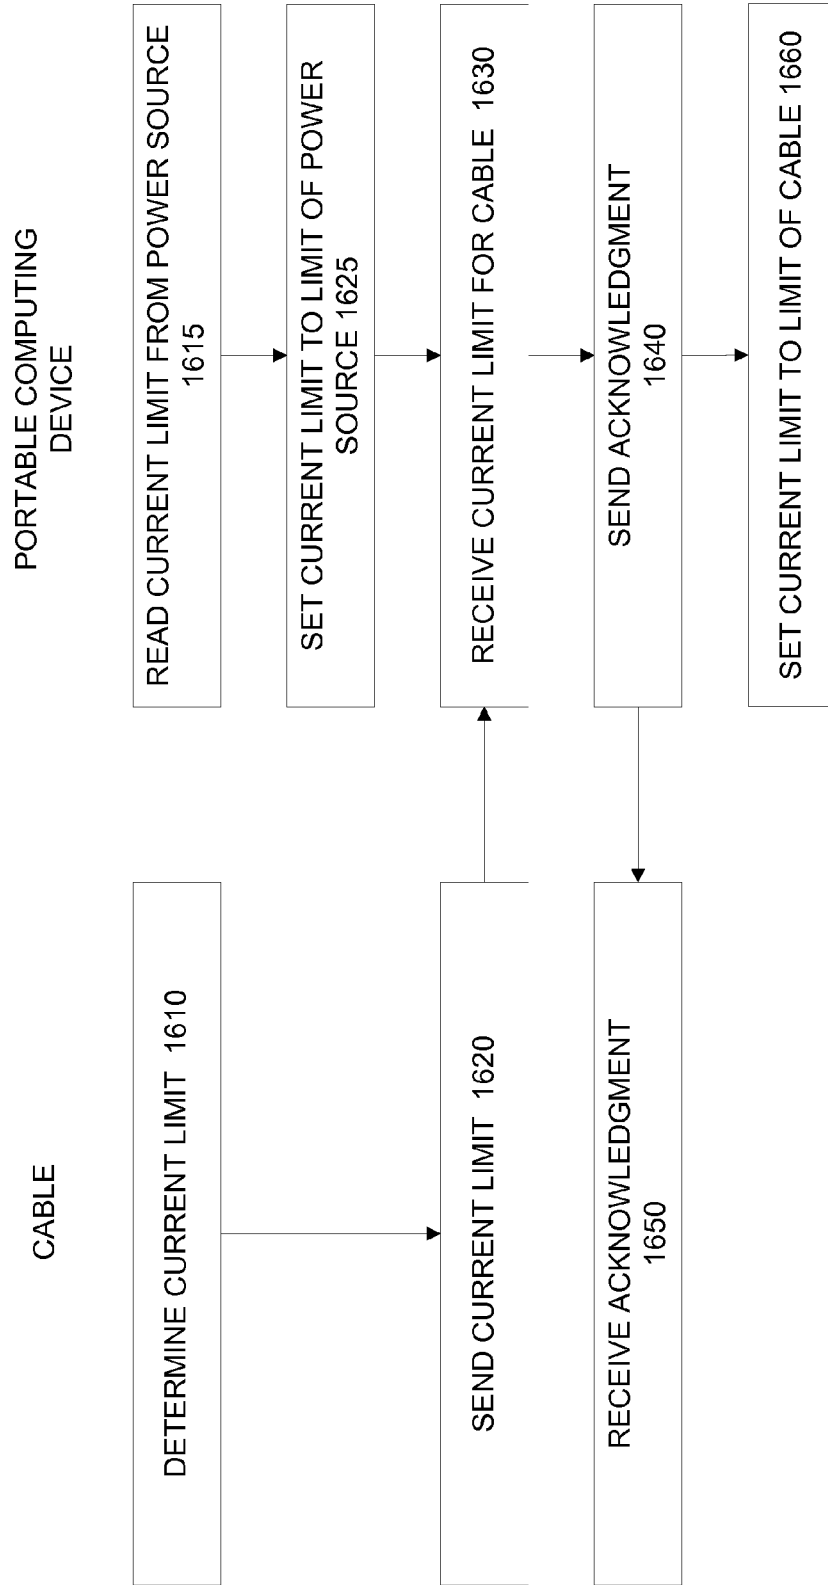 CABLE
DETERMINE CURRENT LIMIT 1610
SEND CURRENT LIMIT 1620
RECEIVE ACKNOWLEDGMENT
1650
PORTABLE COMPUTING
DEVICE
READ CURRENT LIMIT FROM POWER SOURCE
1615
SET CURRENT LIMIT TO LIMIT OF POWER
SOURCE 1625
RECEIVE CURRENT LIMIT FOR CABLE 1630
SEND ACKNOWLEDGMENT
1640
SET CURRENT LIMIT TO LIMIT OF CABLE 1660